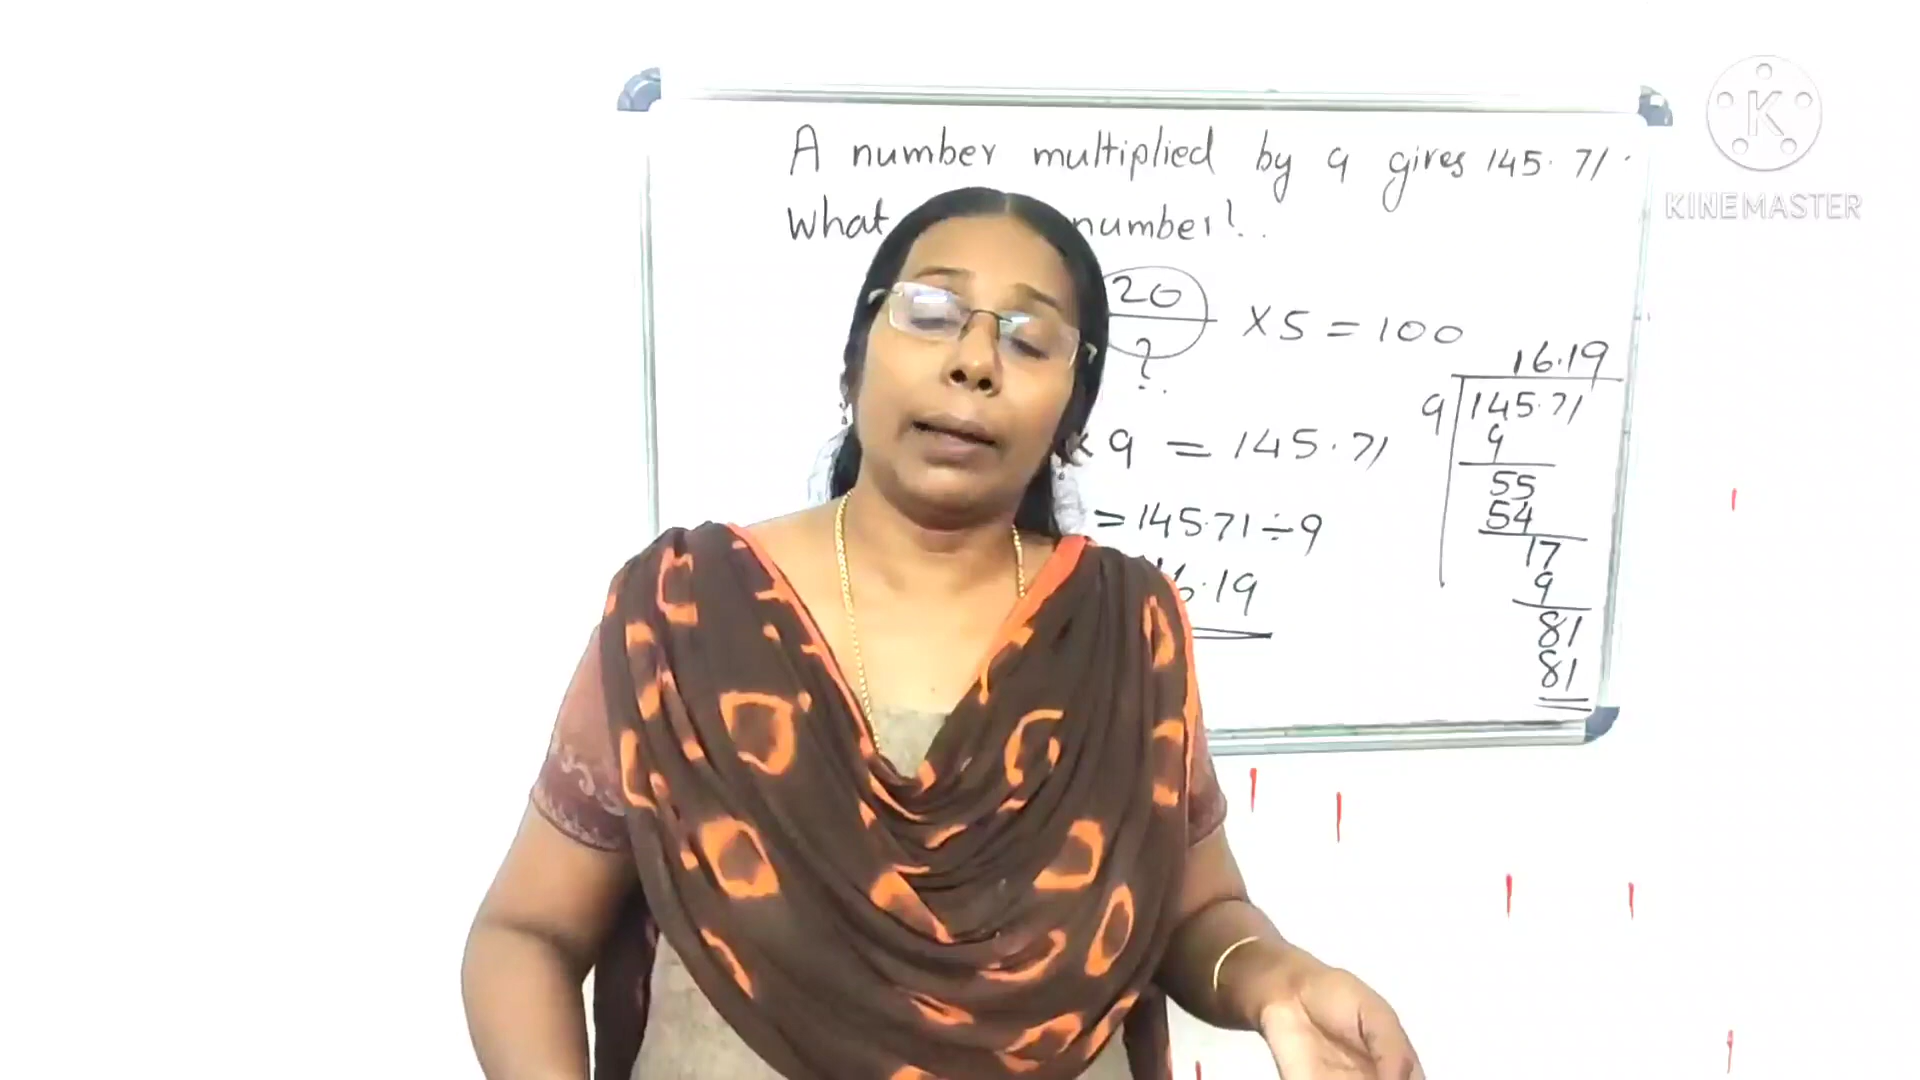 A number multiplied by 9 gives 145.71.
What number?
20
?
× 5 = 100
× 9 = 145.71
= 145.71 ÷ 9
16.19
16.19
9 145.71
9
55
54
17
9
81
81
K
KINEMASTER